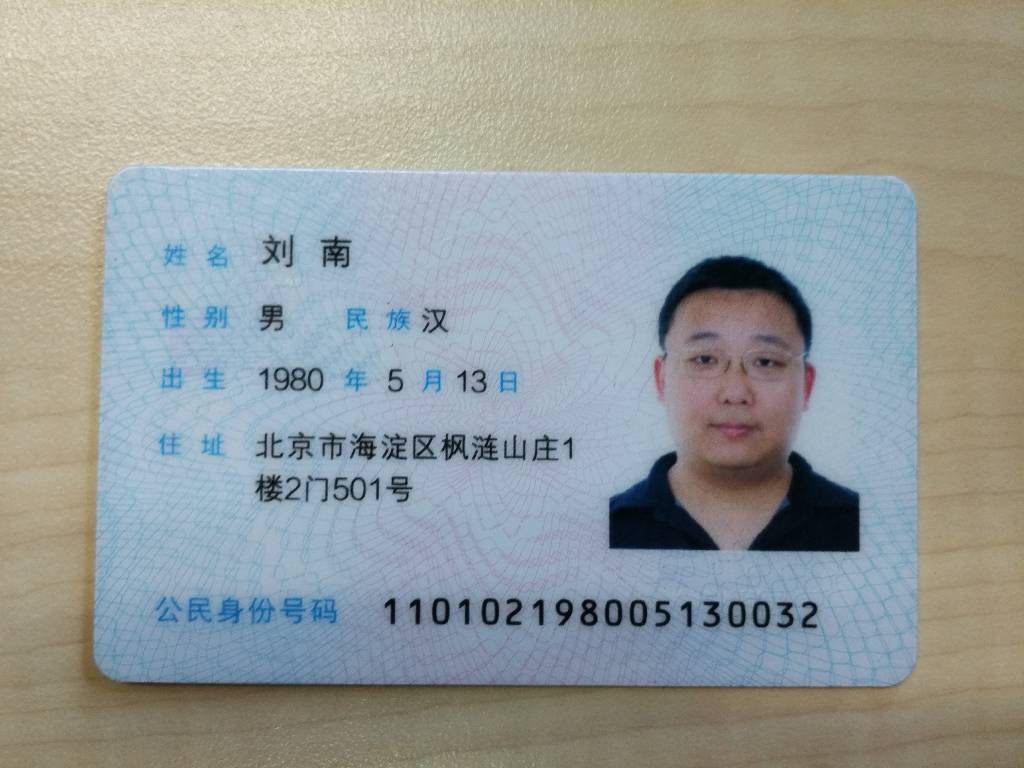 姓名 刘南
性别 男 民族 汉
出生 1980 年 5 月 13 日
住址 北京市海淀区枫涟山庄1
楼2门501号
公民身份号码 110102198005130032